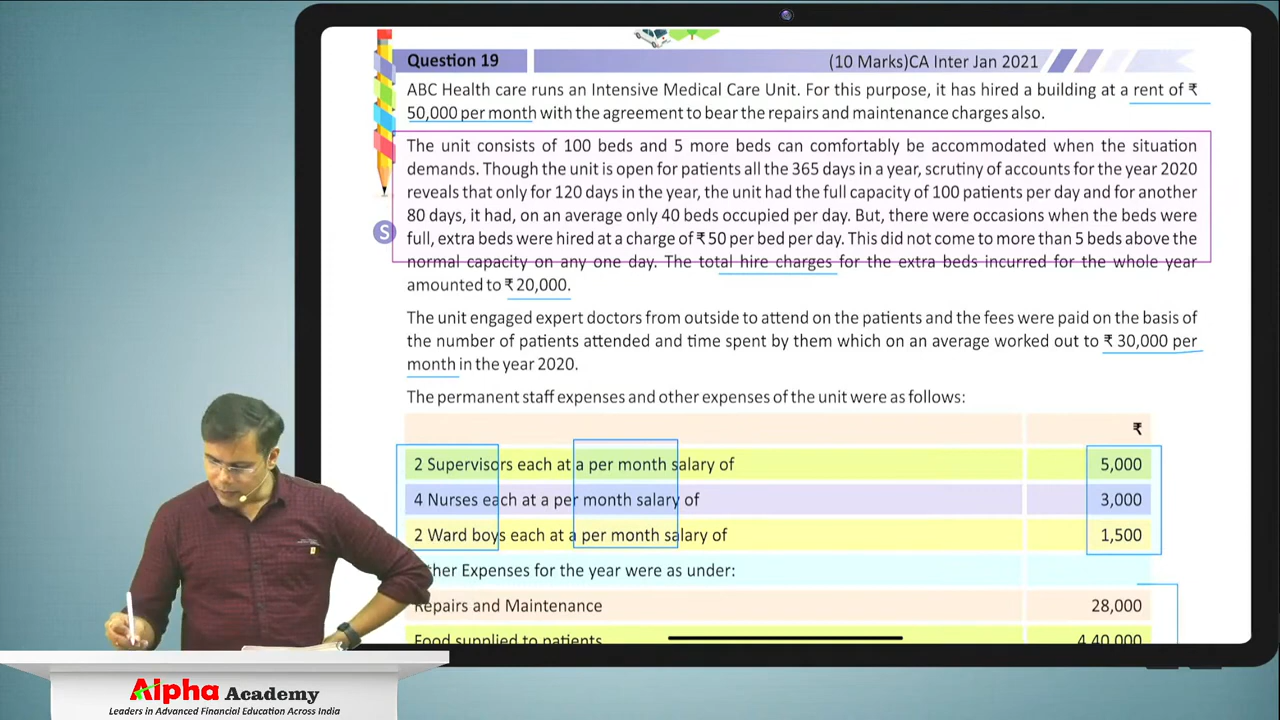 Question 19
(10 Marks)CA Inter Jan 2021
ABC Health care runs an Intensive Medical Care Unit. For this purpose, it has hired a building at a rent of ₹
50,000 per month with the agreement to bear the repairs and maintenance charges also.
The unit consists of 100 beds and 5 more beds can comfortably be accommodated when the situation
demands. Though the unit is open for patients all the 365 days in a year, scrutiny of accounts for the year 2020
reveals that only for 120 days in the year, the unit had the full capacity of 100 patients per day and for another
80 days, it had, on an average only 40 beds occupied per day. But, there were occasions when the beds were
S
full, extra beds were hired at a charge of ₹ 50 per bed per day. This did not come to more than 5 beds above the
normal capacity on any one day. The total hire charges for the extra beds incurred for the whole year
amounted to ₹ 20,000.
The unit engaged expert doctors from outside to attend on the patients and the fees were paid on the basis of
the number of patients attended and time spent by them which on an average worked out to ₹ 30,000 per
month in the year 2020.
The permanent staff expenses and other expenses of the unit were as follows:
₹
2 Supervisors each at a per month salary of 5,000
4 Nurses each at a per month salary of 3,000
2 Ward boys each at a per month salary of 1,500
ther Expenses for the year were as under:
Repairs and Maintenance 28,000
Food supplied to patients 4,40,000
Alpha Academy
Leaders in Advanced Financial Education Across India